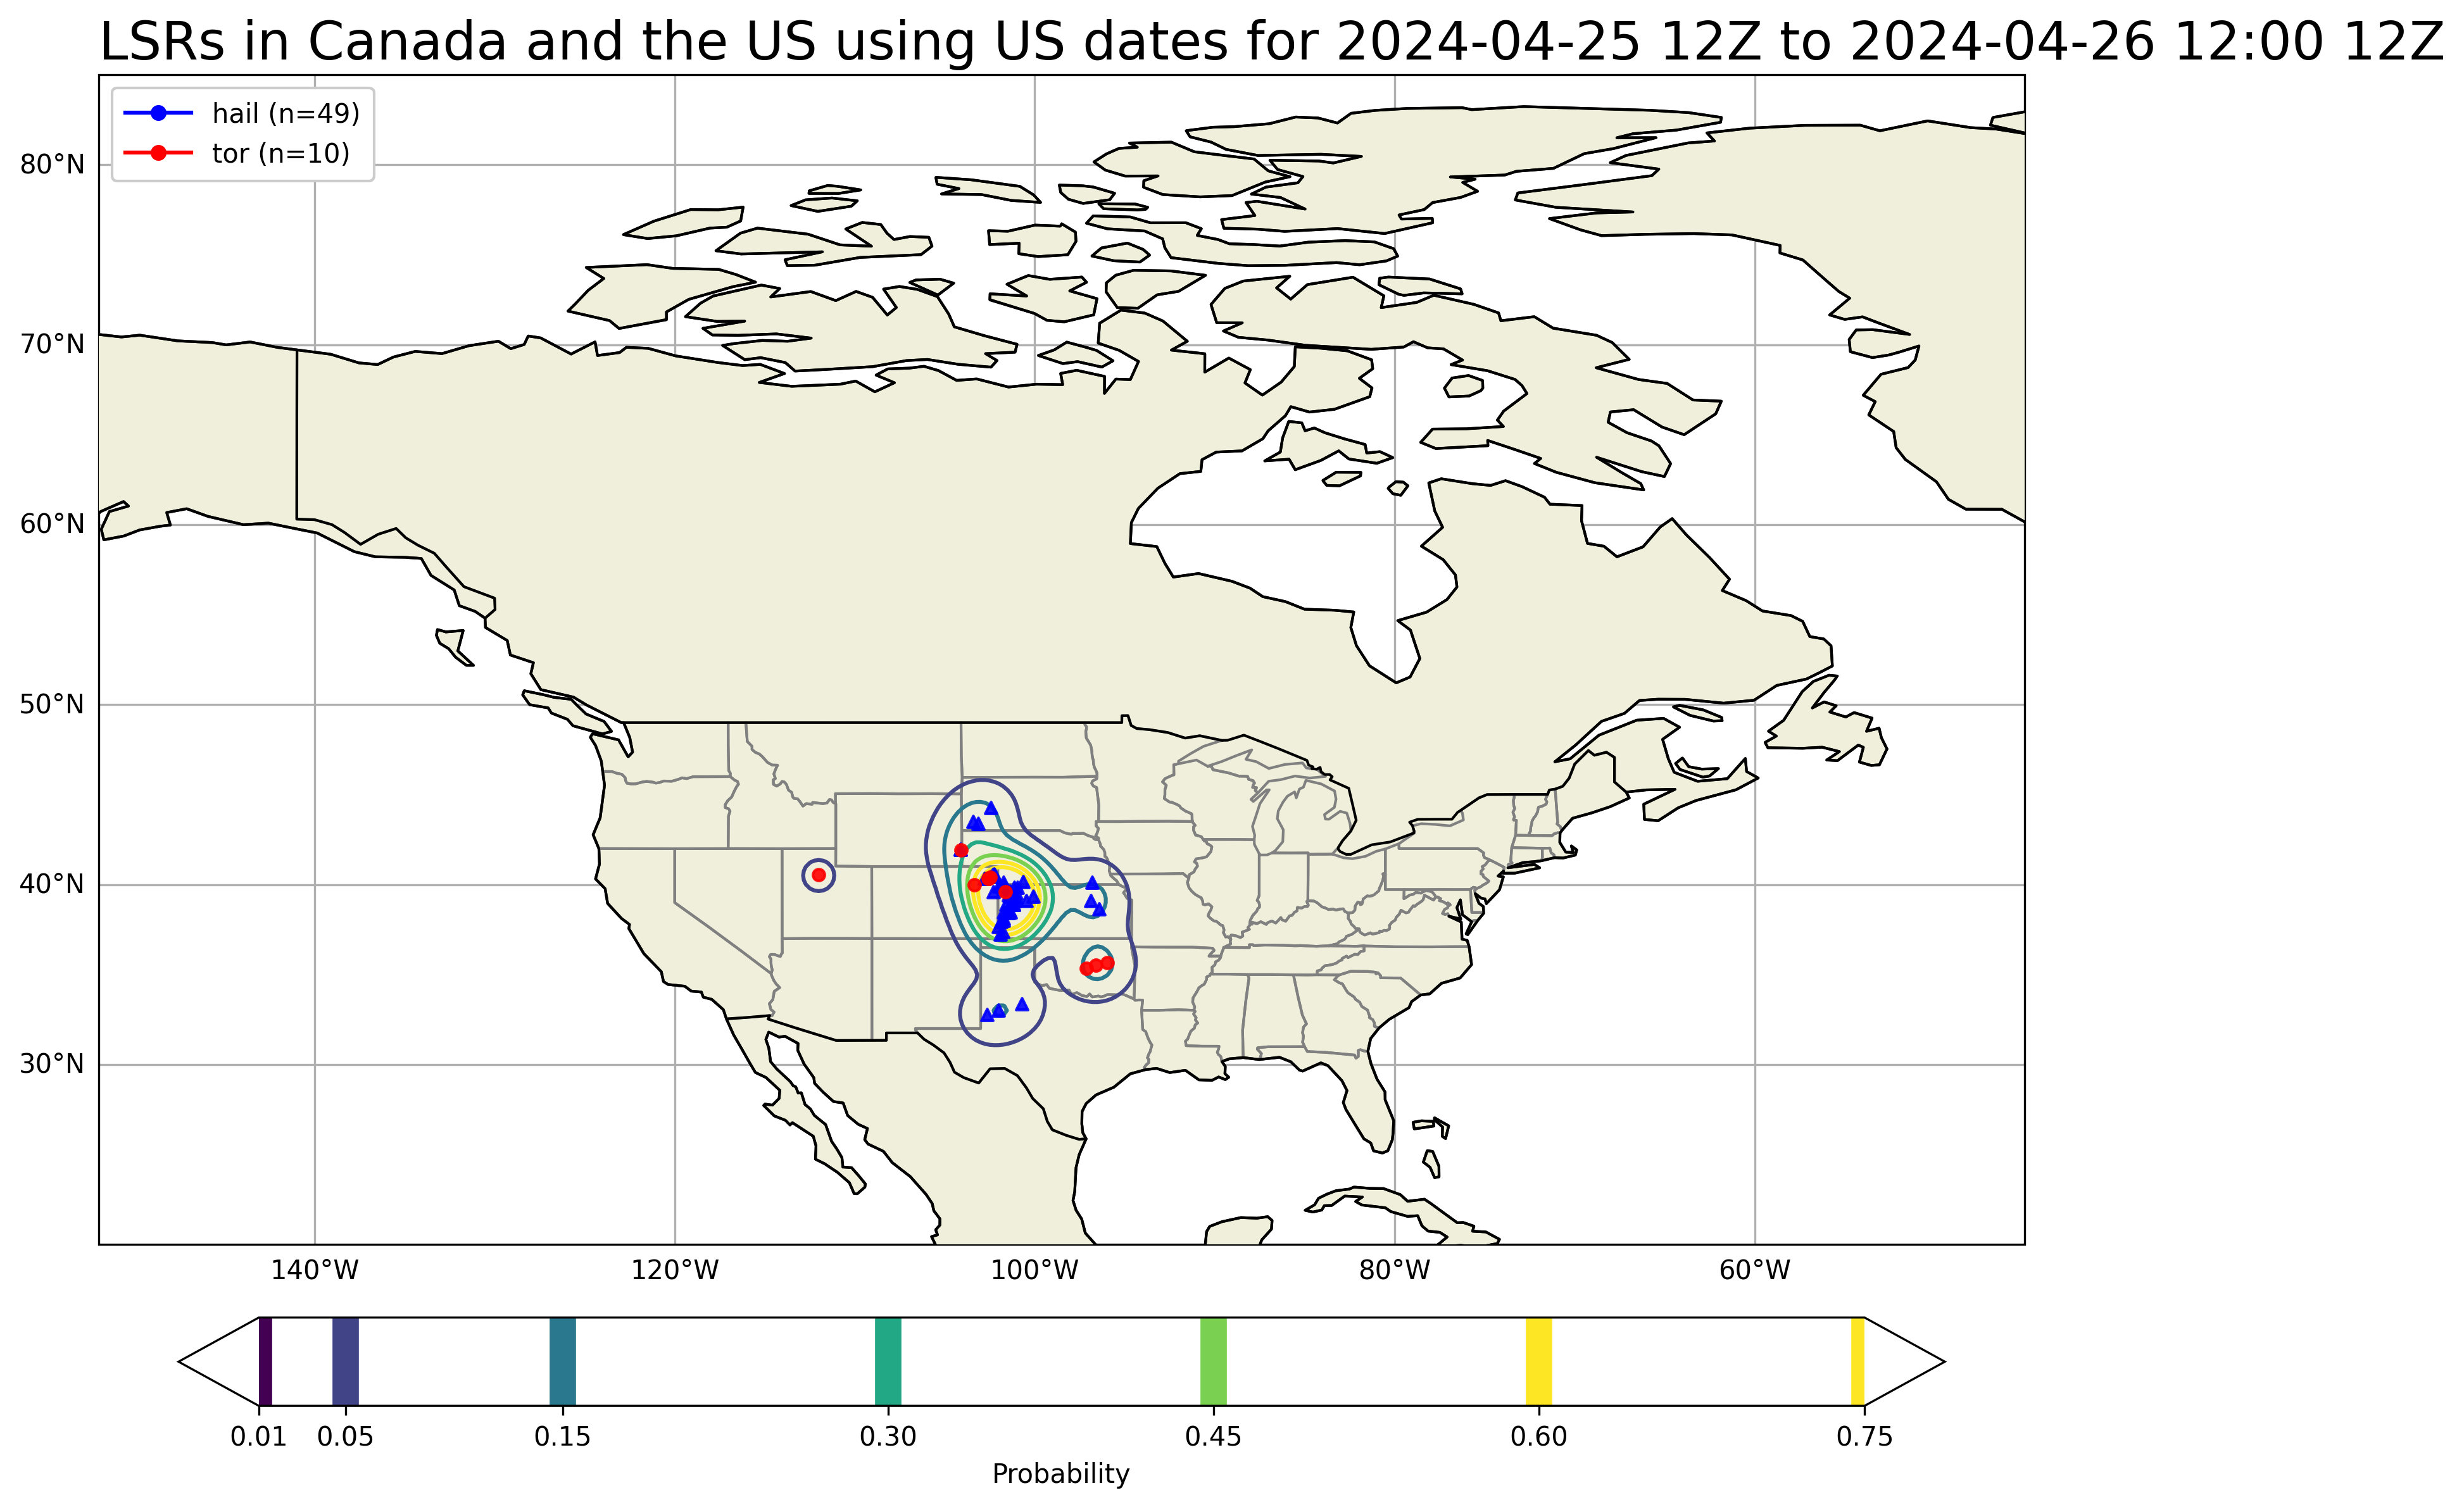 LSRs in Canada and the US using US dates for 2024-04-25 12Z to 2024-04-26 12:00 12Z
hail (n=49)
tor (n=10)
80°N
70°N
60°N
50°N
40°N
30°N
140°W 120°W 100°W 80°W 60°W
0.01 0.05 0.15 0.30 0.45 0.60 0.75
Probability